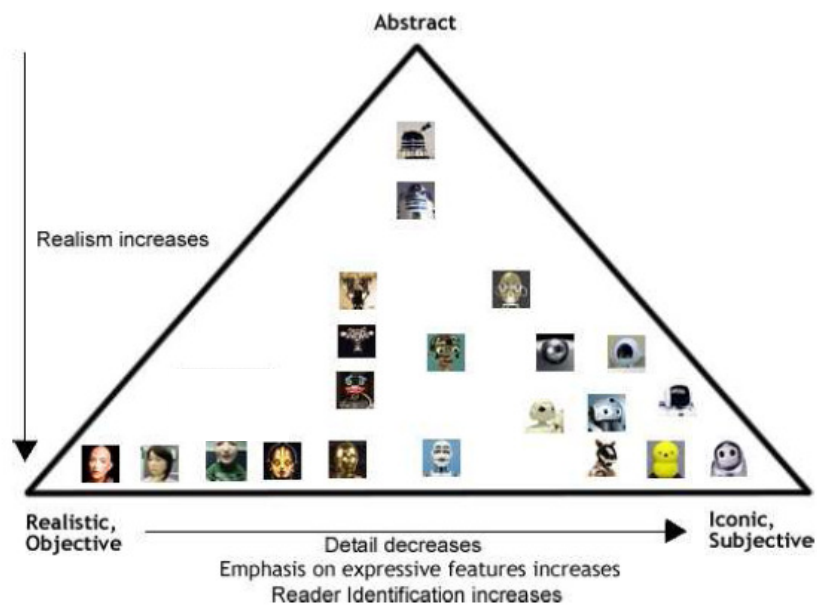 Abstract
Realism increases
Realistic,
Objective
Iconic,
Subjective
Detail decreases
Emphasis on expressive features increases
Reader Identification increases